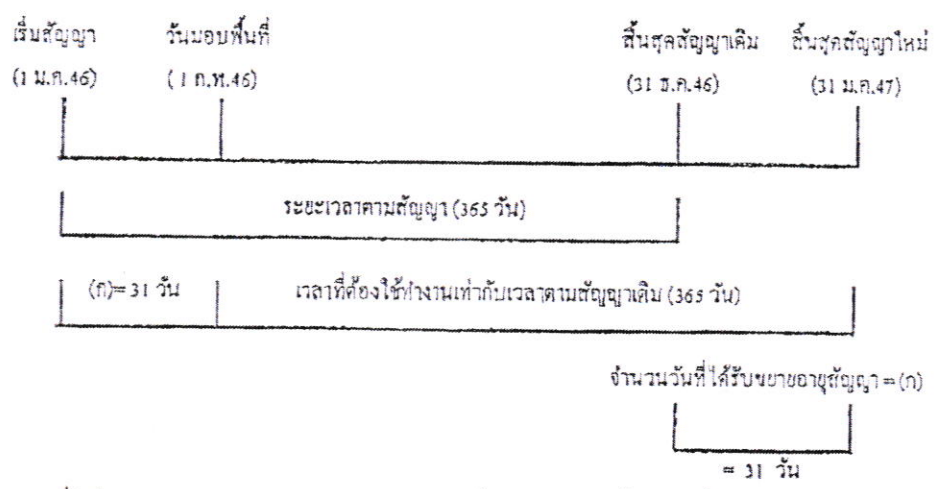 เริ่มสัญญา วันมอบพื้นที่ สิ้นสุดสัญญาเดิม สิ้นสุดสัญญาใหม่
(1 ม.ค.46) (1 ก.พ.46) (31 ธ.ค.46) (31 ม.ค.47)
ระยะเวลาตามสัญญา (365 วัน)
(ก)= 31 วัน เวลาที่ต้องใช้ทำงานเท่ากับเวลาตามสัญญาเดิม (365 วัน)
จำนวนวันที่ได้รับขยายอายุสัญญา = (ก)
= 31 วัน